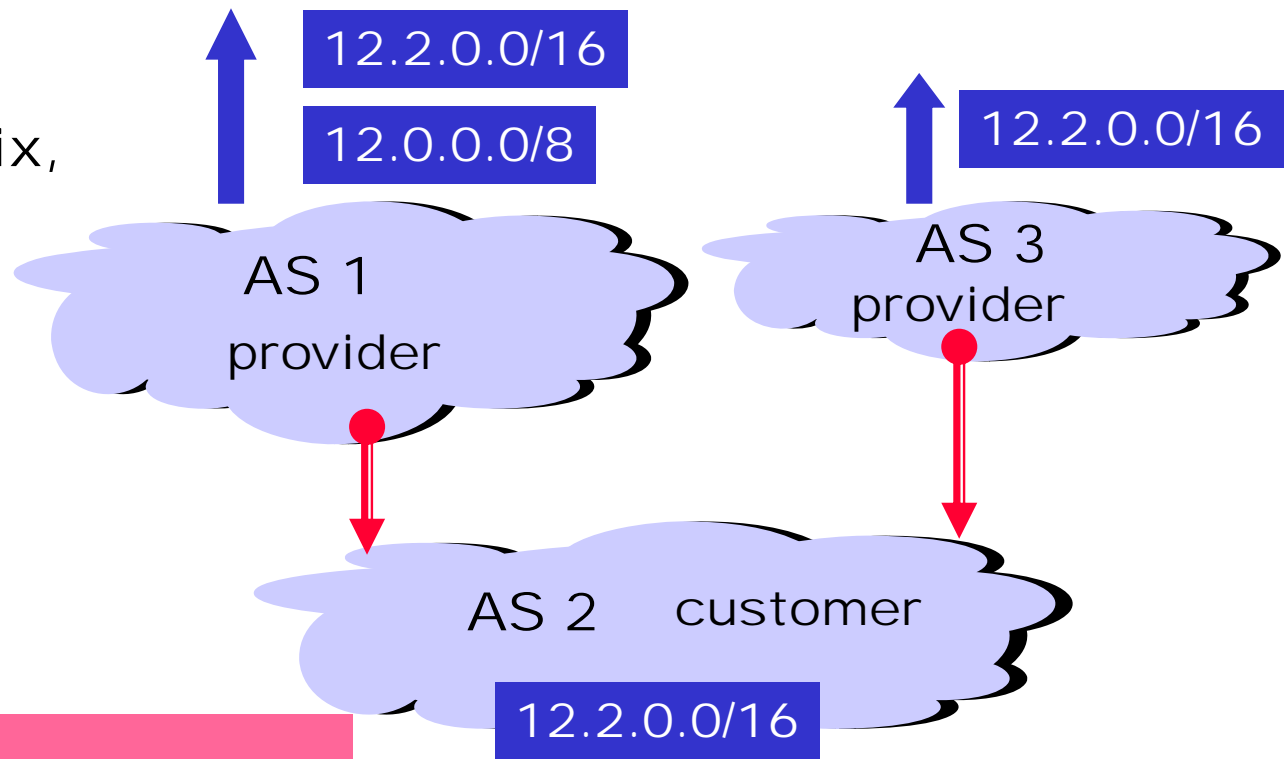 12.2.0.0/16
12.0.0.0/8
ix,
12.2.0.0/16
AS 1
provider
AS 3
provider
AS 2 customer
12.2.0.0/16